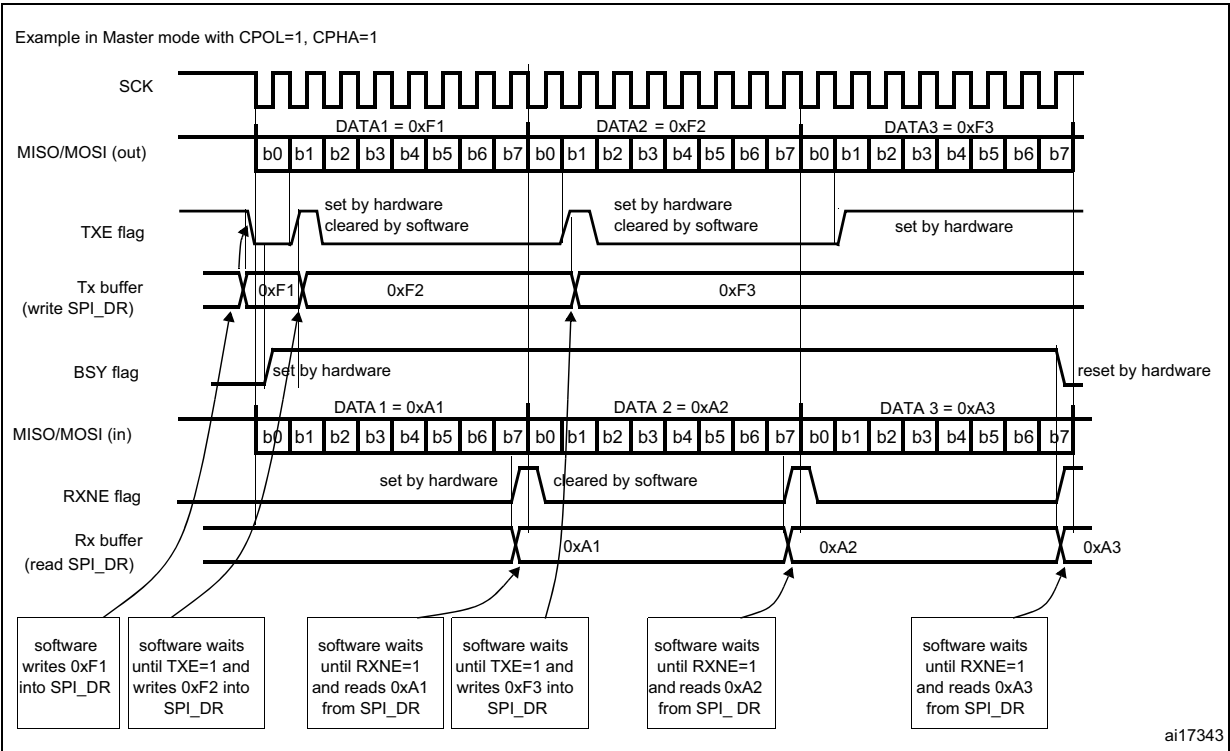 Example in Master mode with CPOL=1, CPHA=1
SCK
DATA1 = 0xF1 DATA2 = 0xF2 DATA3 = 0xF3
MISO/MOSI (out) b0 b1 b2 b3 b4 b5 b6 b7 b0 b1 b2 b3 b4 b5 b6 b7 b0 b1 b2 b3 b4 b5 b6 b7
TXE flag
set by hardware
cleared by software
set by hardware
cleared by software
set by hardware
Tx buffer
(write SPI_DR)
0xF1 0xF2 0xF3
BSY flag set by hardware reset by hardware
DATA 1 = 0xA1 DATA 2 = 0xA2 DATA 3 = 0xA3
MISO/MOSI (in) b0 b1 b2 b3 b4 b5 b6 b7 b0 b1 b2 b3 b4 b5 b6 b7 b0 b1 b2 b3 b4 b5 b6 b7
RXNE flag set by hardware cleared by software
Rx buffer
(read SPI_DR)
0xA1 0xA2 0xA3
software
writes 0xF1
into SPI_DR
software waits
until TXE=1 and
writes 0xF2 into
SPI_DR
software waits
until RXNE=1
and reads 0xA1
from SPI_DR
software waits
until TXE=1 and
writes 0xF3 into
SPI_DR
software waits
until RXNE=1
and reads 0xA2
from SPI_ DR
software waits
until RXNE=1
and reads 0xA3
from SPI_DR
ai17343